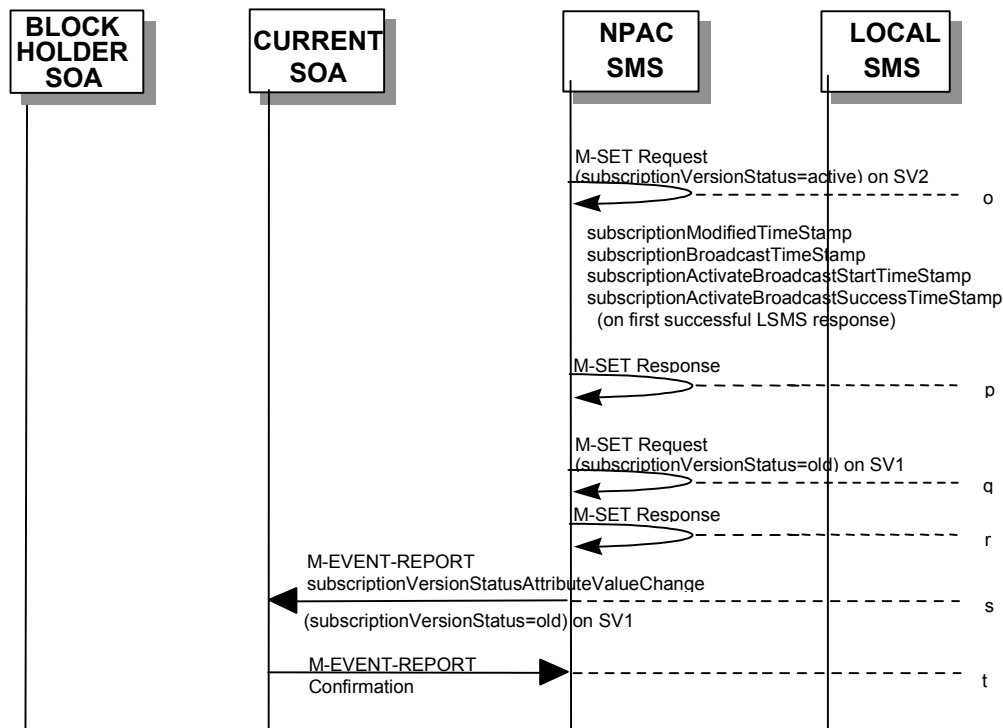 BLOCK
HOLDER
SOA
CURRENT
SOA
NPAC
SMS
LOCAL
SMS
M-SET Request
(subscriptionVersionStatus=active) on SV2
o
subscriptionModifiedTimeStamp
subscriptionBroadcastTimeStamp
subscriptionActivateBroadcastStartTimeStamp
subscriptionActivateBroadcastSuccessTimeStamp
(on first successful LSMS response)
M-SET Response
p
M-SET Request
(subscriptionVersionStatus=old) on SV1
q
M-SET Response
r
M-EVENT-REPORT
subscriptionVersionStatusAttributeValueChange
s
(subscriptionVersionStatus=old) on SV1
M-EVENT-REPORT
Confirmation
t